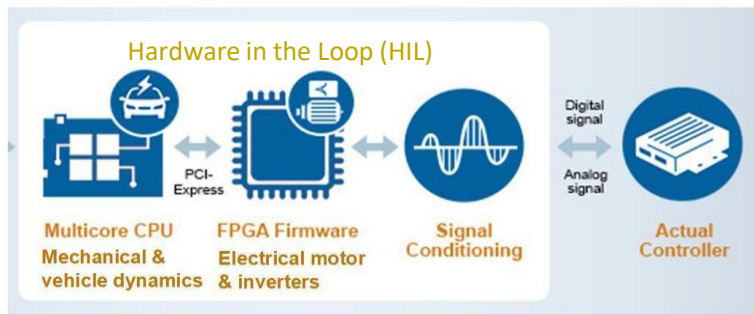 Hardware in the Loop (HIL)
PCI-
Express
Digital
signal
Analog
signal
Multicore CPU
Mechanical &
vehicle dynamics
FPGA Firmware
Electrical motor
& inverters
Signal
Conditioning
Actual
Controller